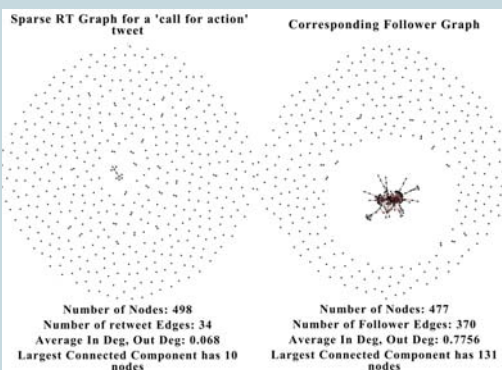 Sparse RT Graph for a 'call for action'
tweet
Corresponding Follower Graph
Number of Nodes: 498
Number of retweet Edges: 34
Average In Deg, Out Deg: 0.068
Largest Connected Component has 10
nodes
Number of Nodes: 477
Number of Follower Edges: 370
Average In Deg, Out Deg: 0.7756
Largest Connected Component has 131
nodes